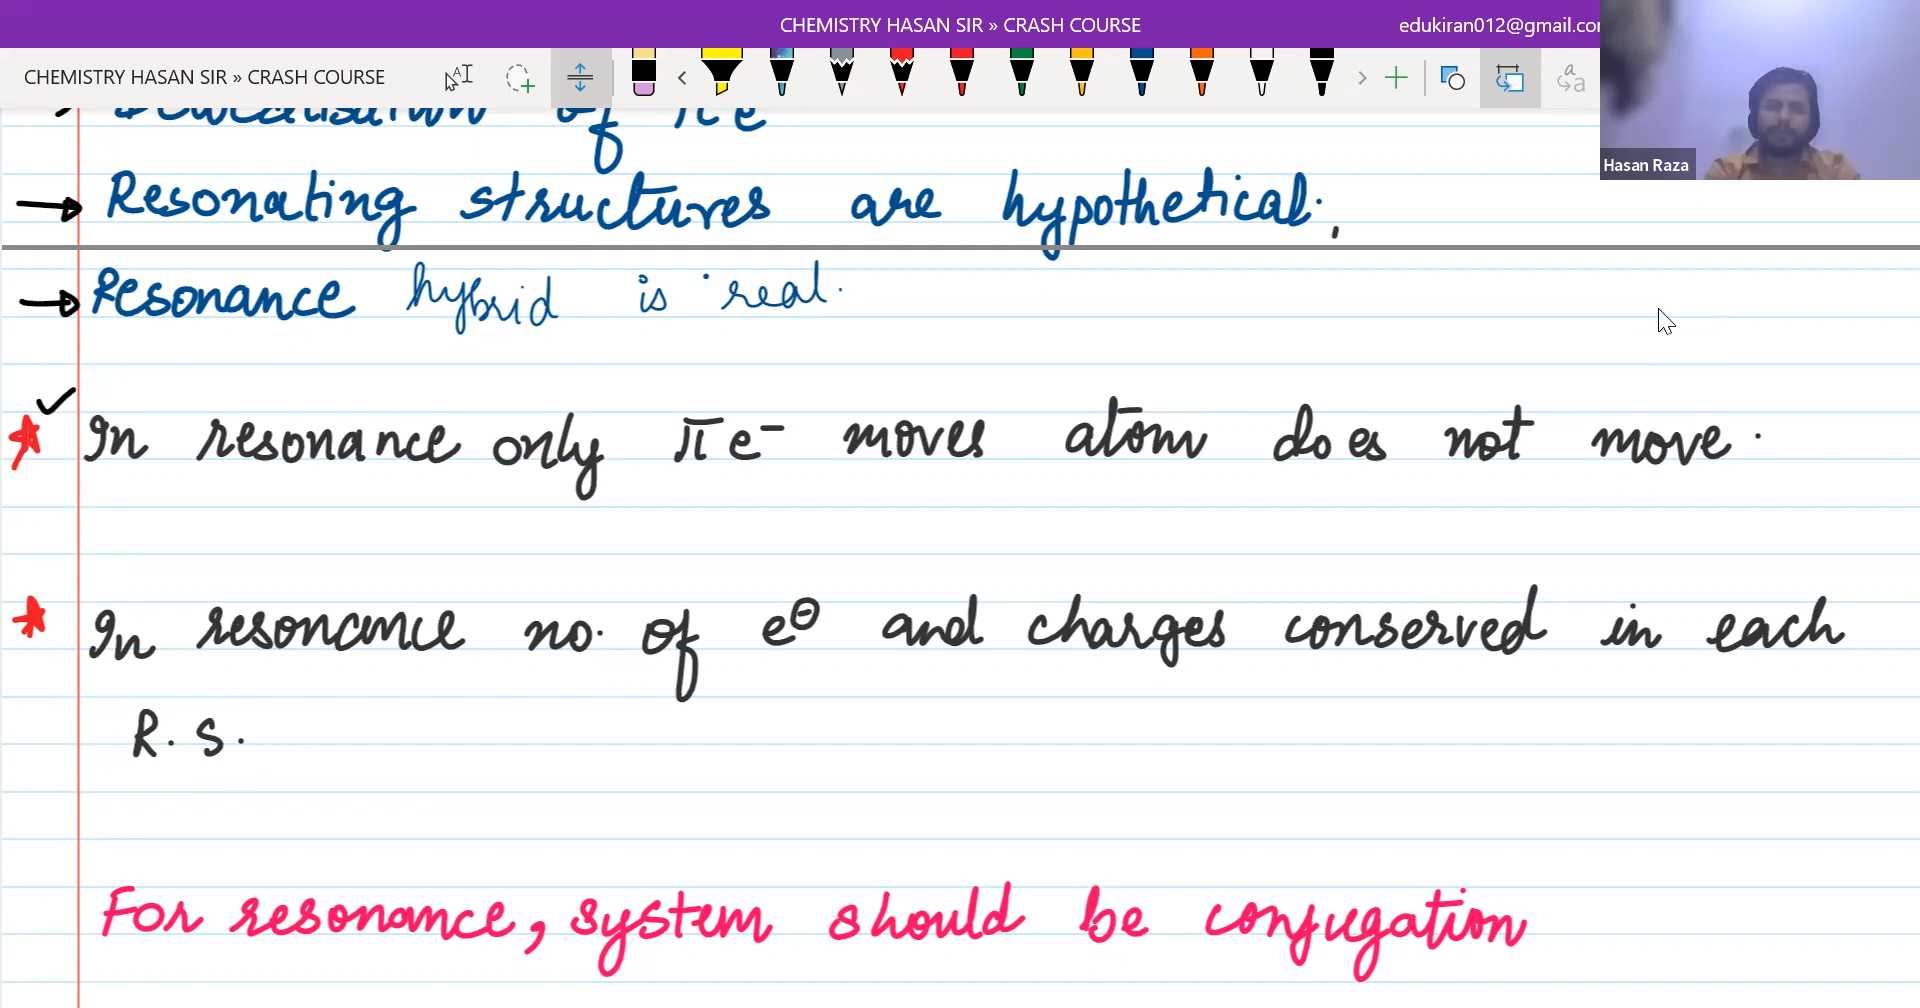 CHEMISTRY HASAN SIR » CRASH COURSE
edukiran012@gmail.co
CHEMISTRY HASAN SIR » CRASH COURSE
Hasan Raza
of π e
→ Resonating structures are hypothetical.
→ Resonance hybrid is real.
In resonance only π e⁻ moves atom does not move.
In resonance no. of e⊖ and charges conserved in each
R. S.
For resonance, system should be conjugation